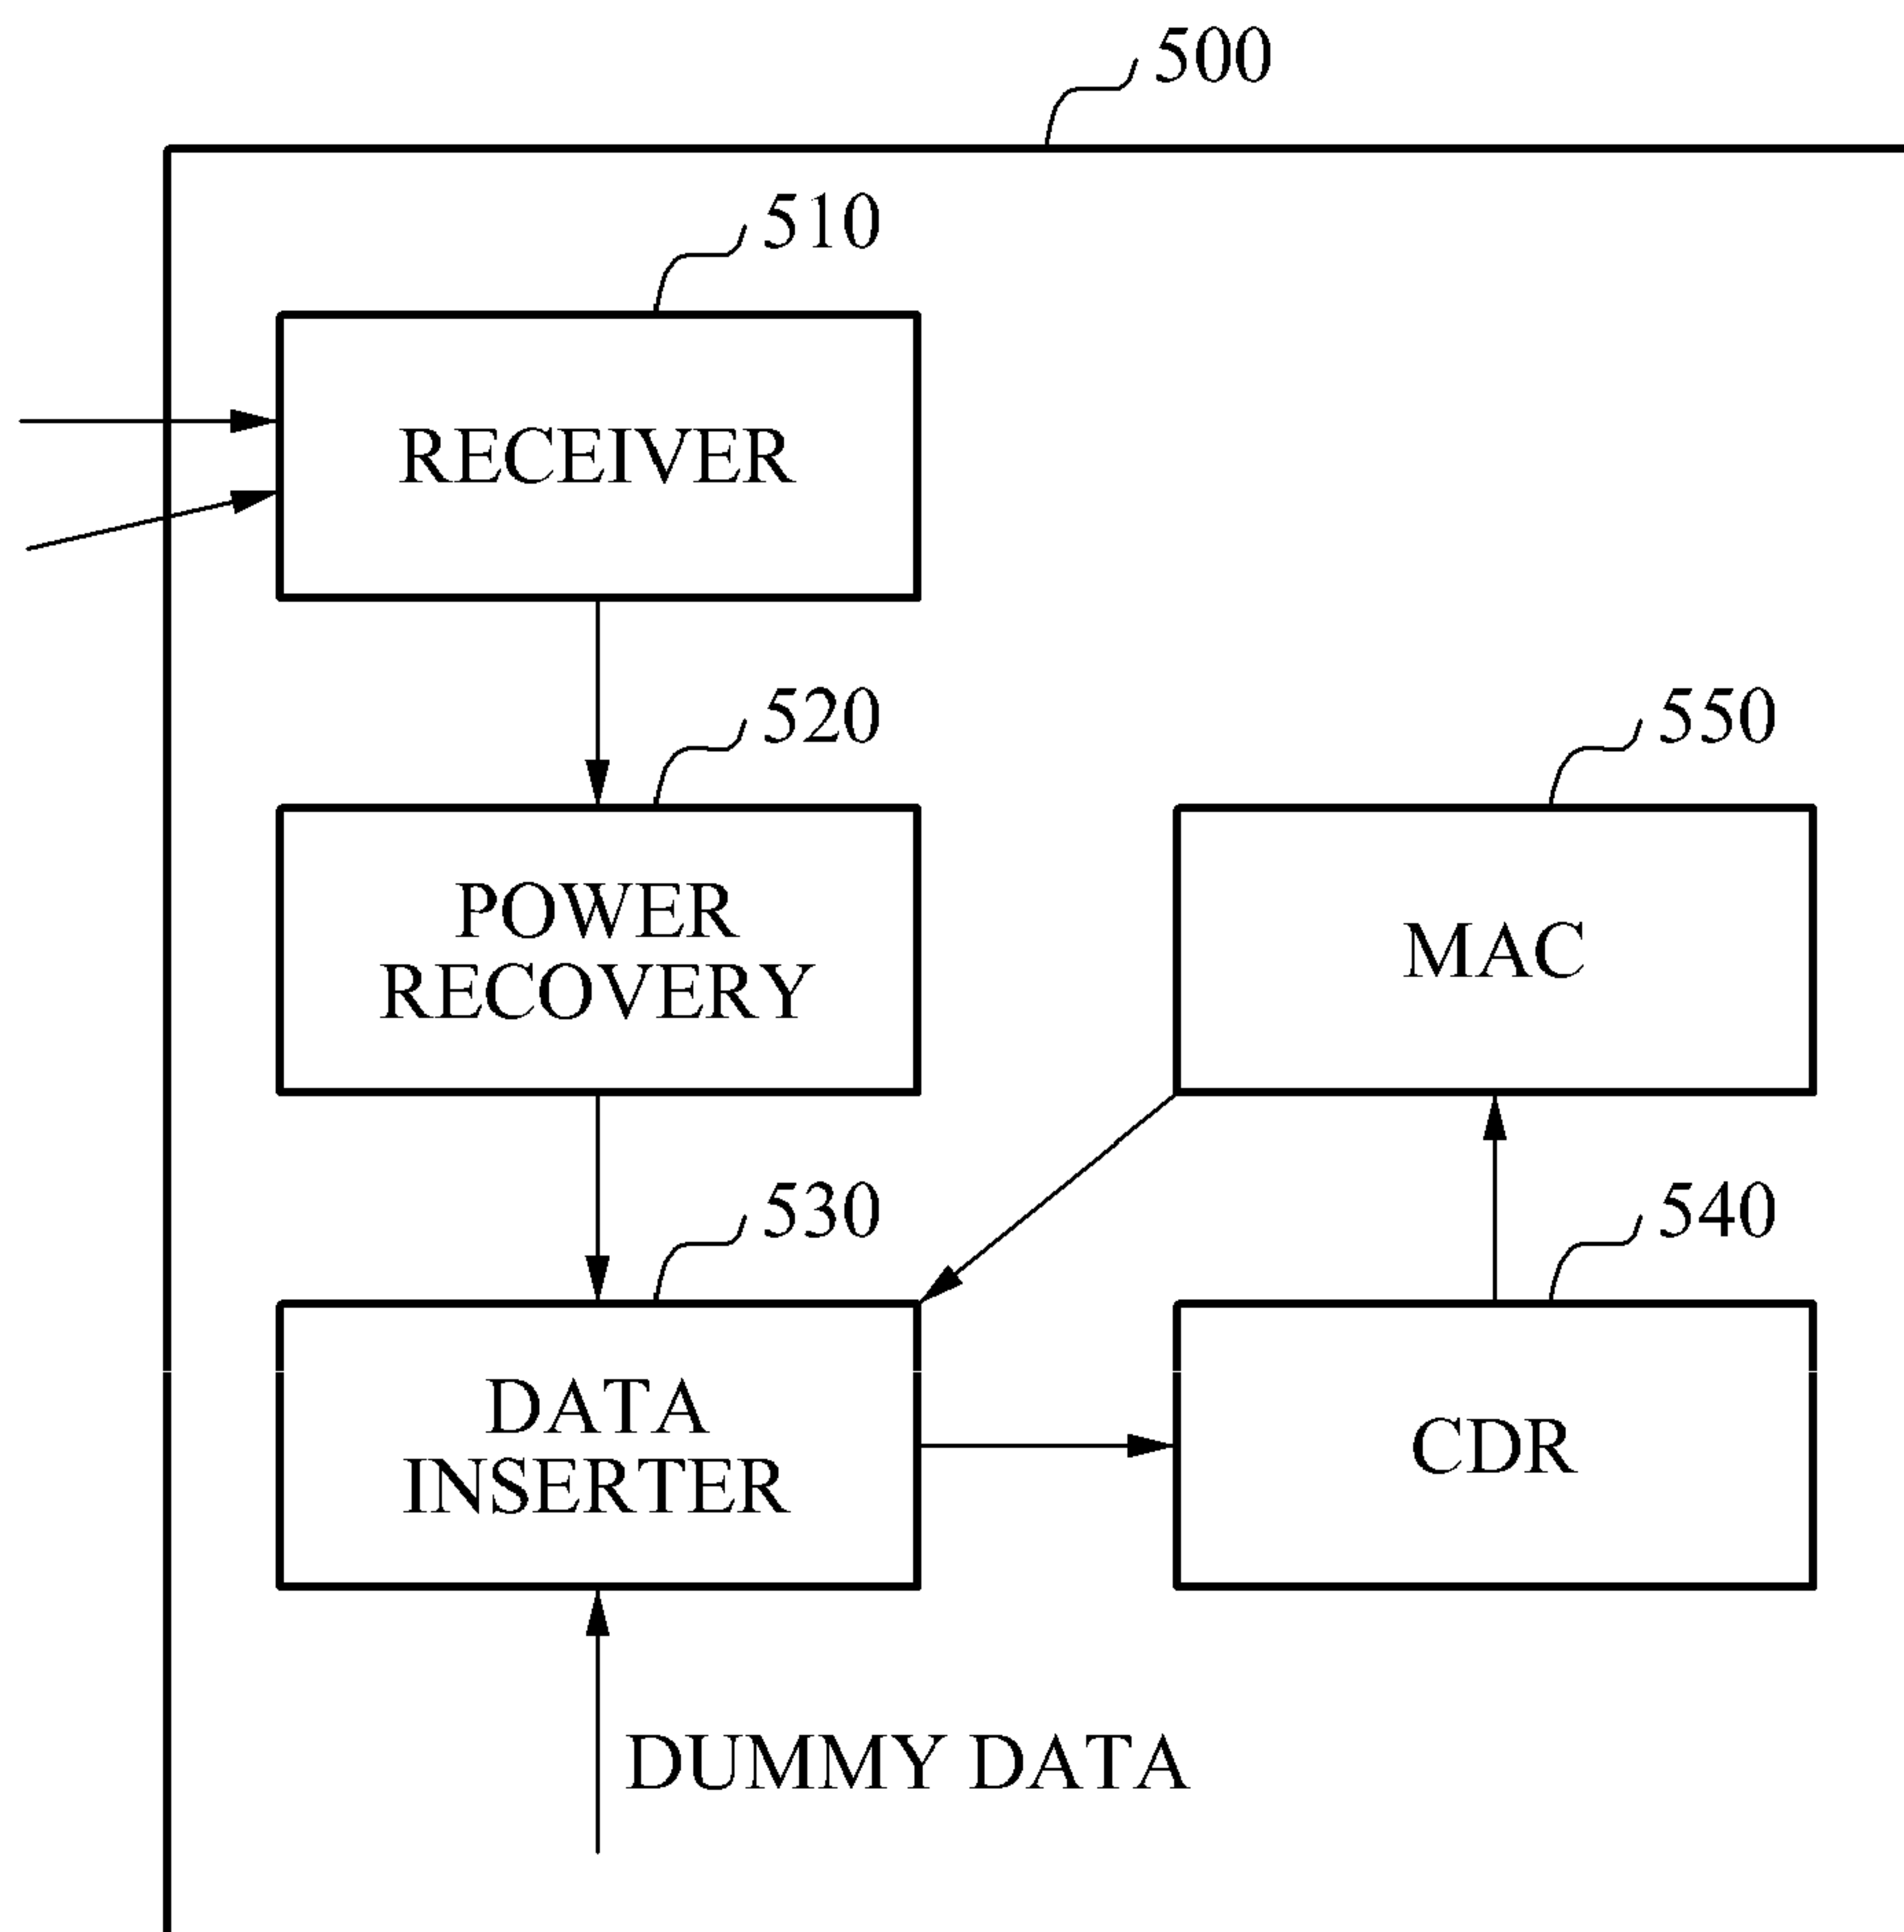 500
510
RECEIVER
520
550
POWER
RECOVERY
MAC
530
540
DATA
INSERTER
CDR
DUMMY DATA